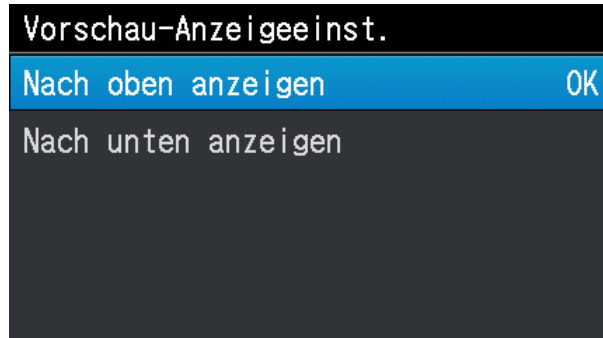 Vorschau-Anzeigeeinst.
Nach oben anzeigen OK
Nach unten anzeigen